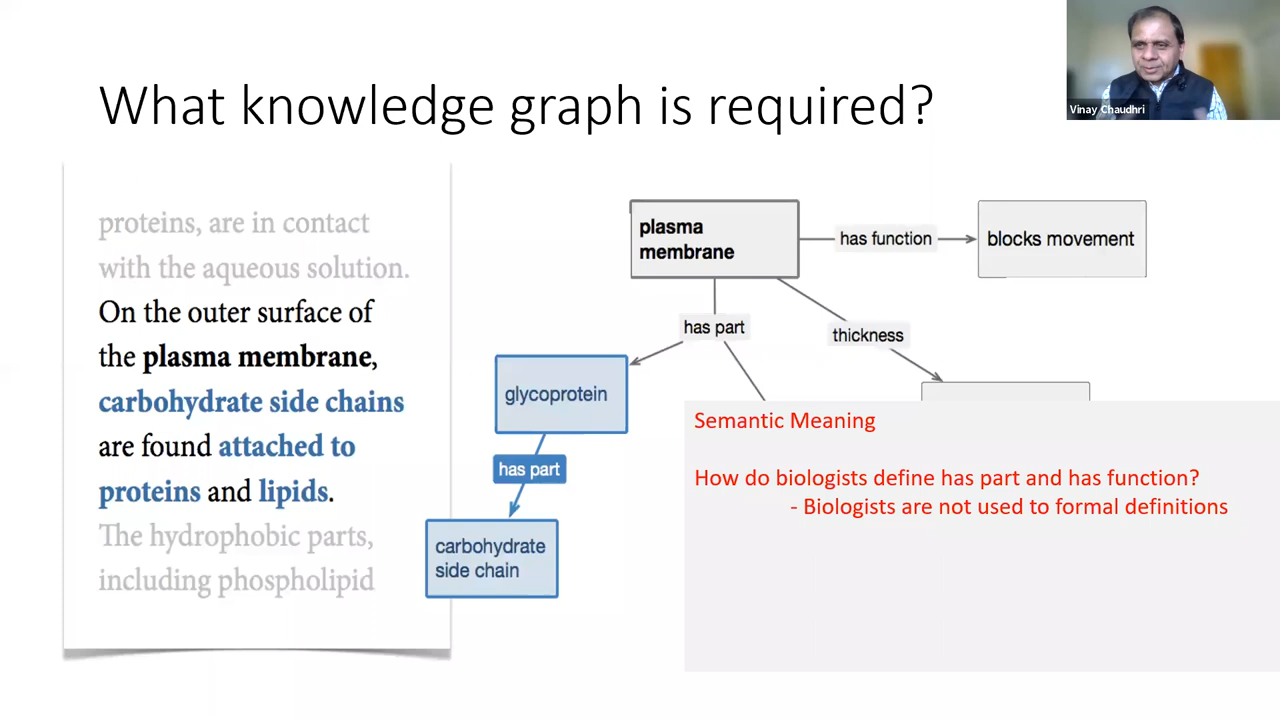 What knowledge graph is required?
Vinay Chaudhri
proteins, are in contact
with the aqueous solution.
On the outer surface of
the plasma membrane,
carbohydrate side chains
are found attached to
proteins and lipids.
The hydrophobic parts,
including phospholipid
plasma
membrane
has function
blocks movement
has part
thickness
glycoprotein
has part
carbohydrate
side chain
Semantic Meaning
How do biologists define has part and has function?
- Biologists are not used to formal definitions